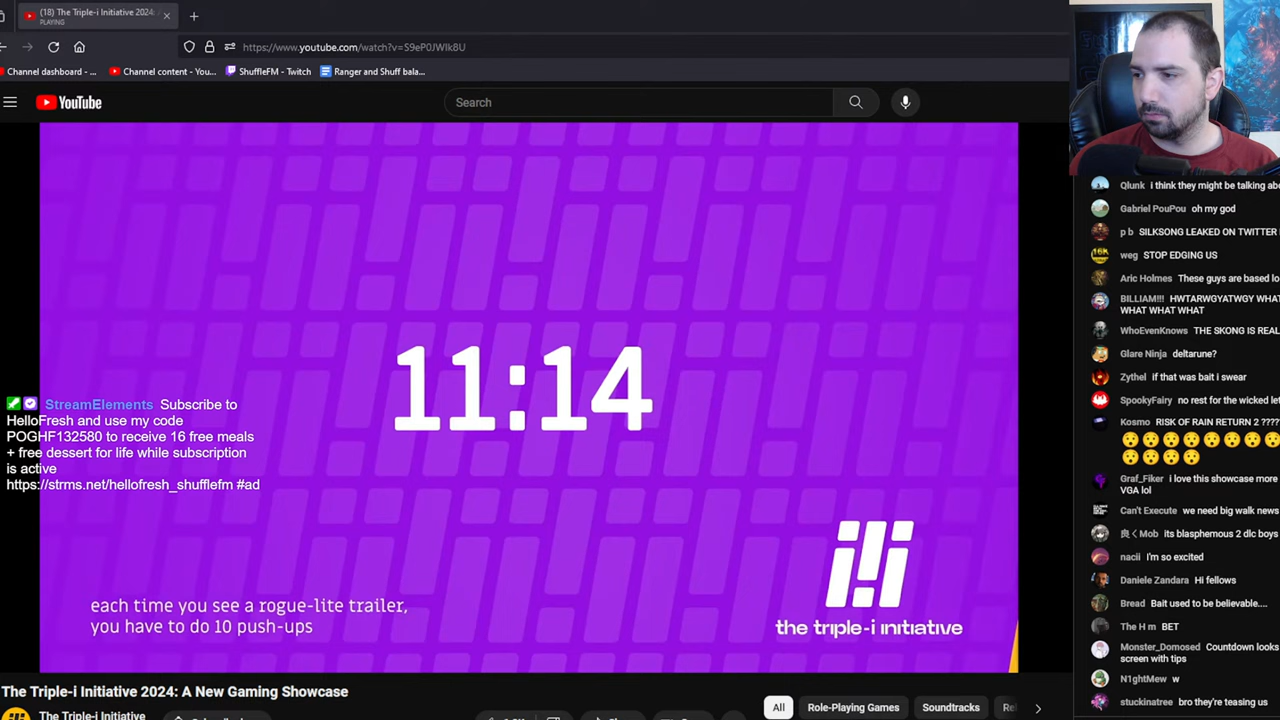 (18) The Triple-i Initiative 2024:
PLAYING
https://www.youtube.com/watch?v=S9eP0JWIk8U
Channel dashboard - ...
Channel content - You...
ShuffleFM - Twitch
Ranger and Shuff bala...
YouTube
Search
11:14
StreamElements Subscribe to
HelloFresh and use my code
POGHF132580 to receive 16 free meals
+ free dessert for life while subscription
is active
https://strms.net/hellofresh_shufflefm #ad
each time you see a rogue-lite trailer,
you have to do 10 push-ups
the triple-i initiative
The Triple-i Initiative 2024: A New Gaming Showcase
The Triple-i Initiative
All
Role-Playing Games
Soundtracks
Qlunk i think they might be talking
Gabriel PouPou oh my god
p b SILKSONG LEAKED ON TWITTER
weg STOP EDGING US
Aric Holmes These guys are based
BILLIAM!!! HWTARWGYATWGY
WHAT WHAT WHAT
WhoEvenKnows THE SKONG IS REAL
Glare Ninja deltarune?
Zythel if that was bait i swear
SpookyFairy no rest for the wicked
Kosmo RISK OF RAIN RETURN 2 ????
Graf_Fiker i love this showcase more
VGA lol
Can't Execute we need big walk news
良くMob its blasphemous 2 dlc boys
nacii I'm so excited
Daniele Zandara Hi fellows
Bread Bait used to be believable....
The H m BET
Monster_Domosed Countdown looks
screen with tips
N1ghtMew w
stuckinatree bro they're teasing us